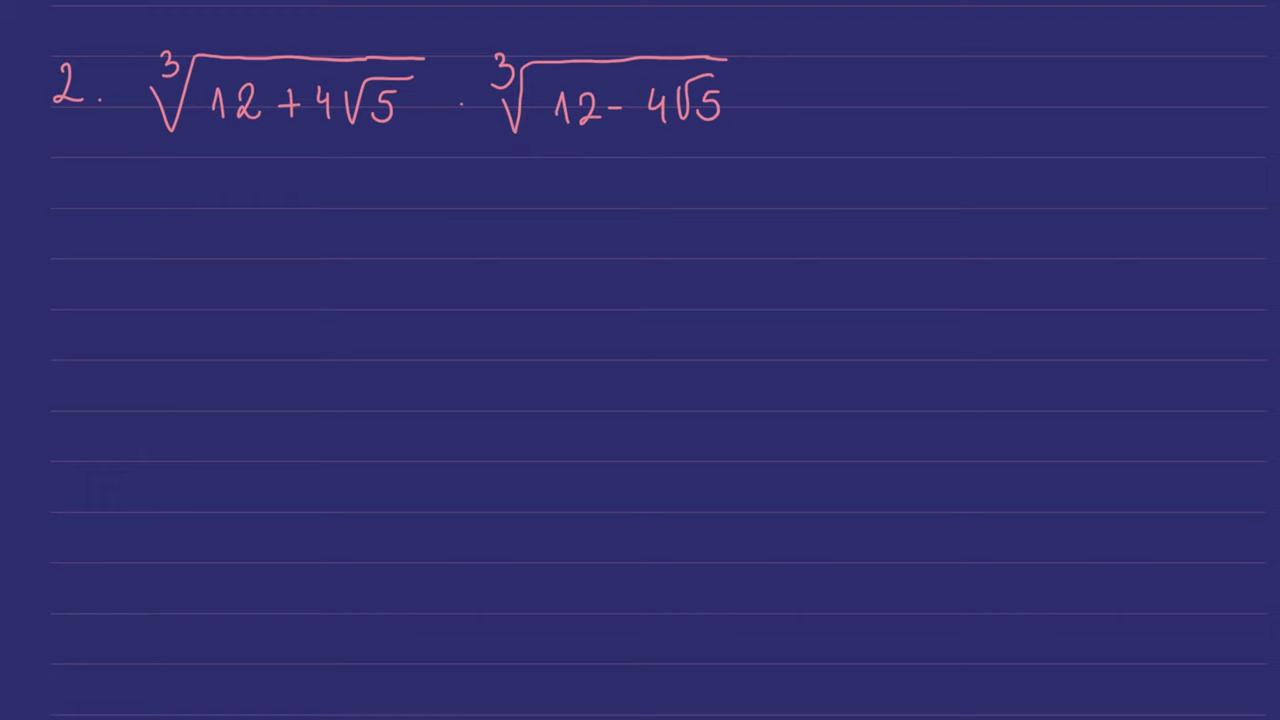 2. ∛(12 + 4√5) · ∛(12 - 4√5)